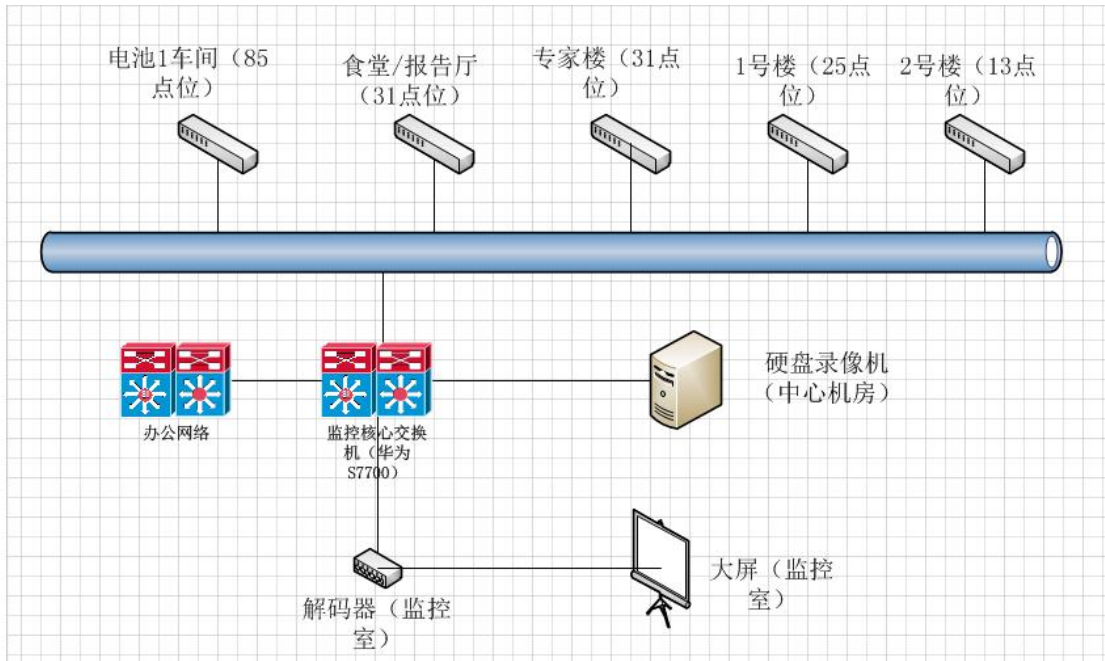 电池1车间（85
点位）
食堂/报告厅
（31点位）
专家楼（31点
位）
1号楼（25点
位）
2号楼（13点
位）
办公网络
监控核心交换
机（华为
S7700）
硬盘录像机
（中心机房）
解码器（监控
室）
大屏（监控
室）